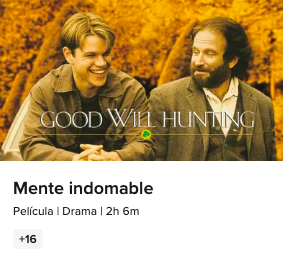 GOOD WILL HUNTING
Mente indomable
Película | Drama | 2h 6m
+16